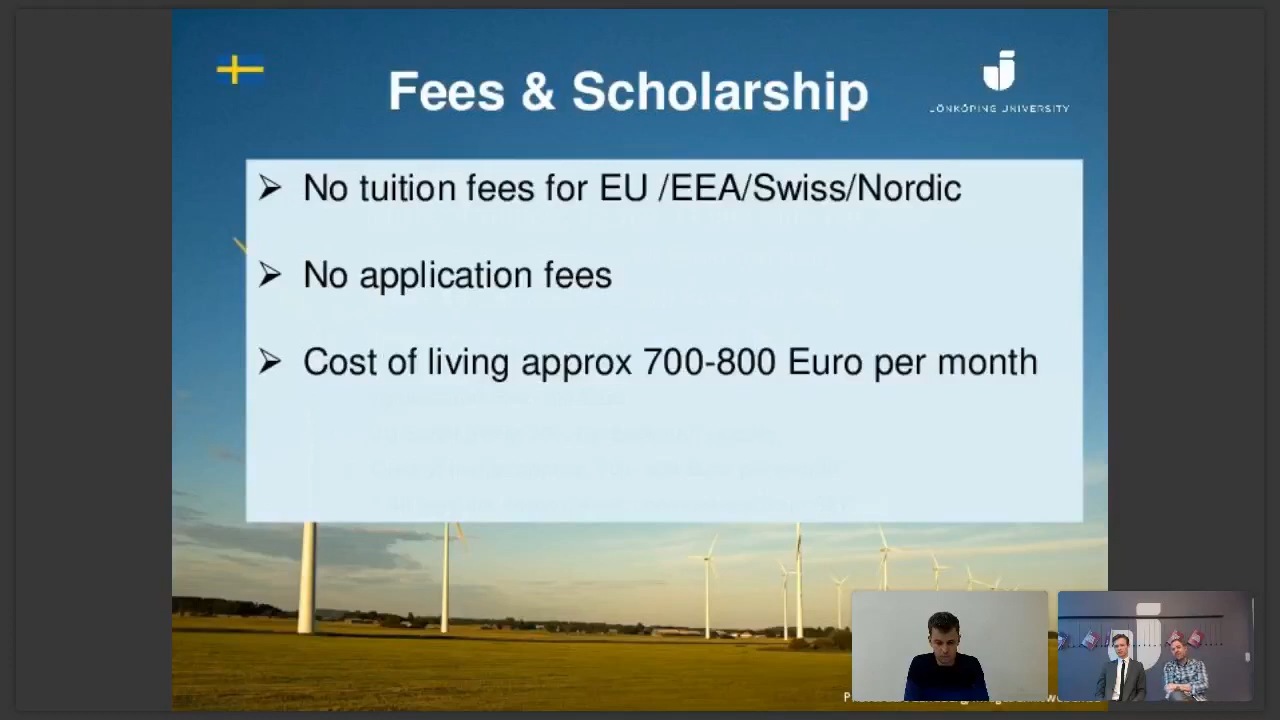 Fees & Scholarship
JÖNKÖPING UNIVERSITY
➢ No tuition fees for EU /EEA/Swiss/Nordic
➢ No application fees
➢ Cost of living approx 700-800 Euro per month